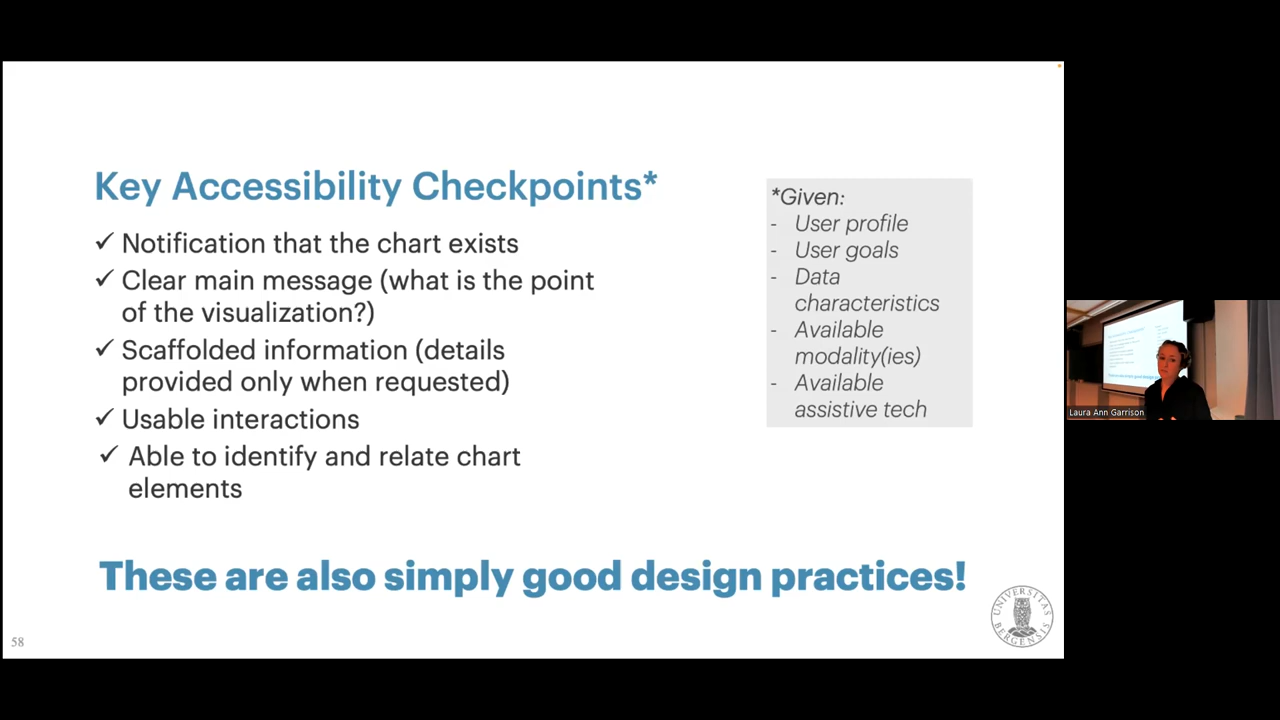 Key Accessibility Checkpoints*
✓ Notification that the chart exists
✓ Clear main message (what is the point
of the visualization?)
✓ Scaffolded information (details
provided only when requested)
✓ Usable interactions
✓ Able to identify and relate chart
elements
*Given:
- User profile
- User goals
- Data
characteristics
- Available
modality(ies)
- Available
assistive tech
These are also simply good design practices!
UNIVERSITAS
BERGENSIS
58
Laura Ann Garrison